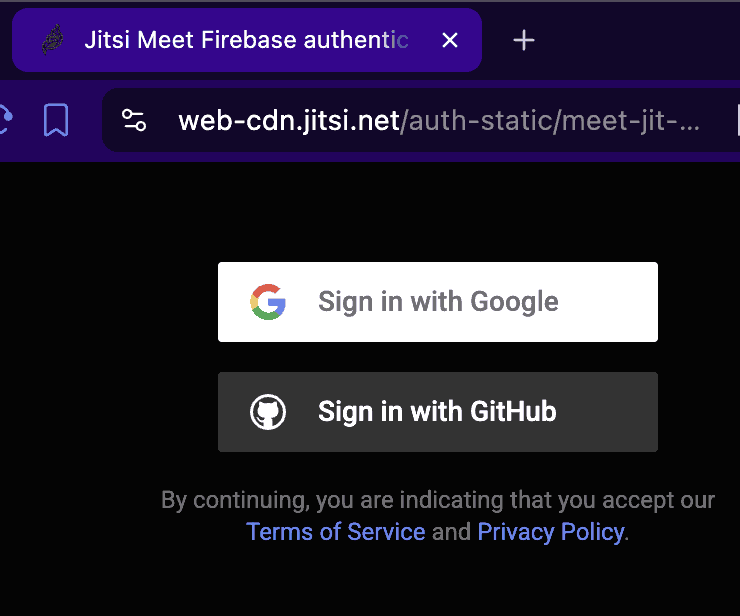 Jitsi Meet Firebase authentic
web-cdn.jitsi.net/auth-static/meet-jit-...
Sign in with Google
Sign in with GitHub
By continuing, you are indicating that you accept our
Terms of Service and Privacy Policy.